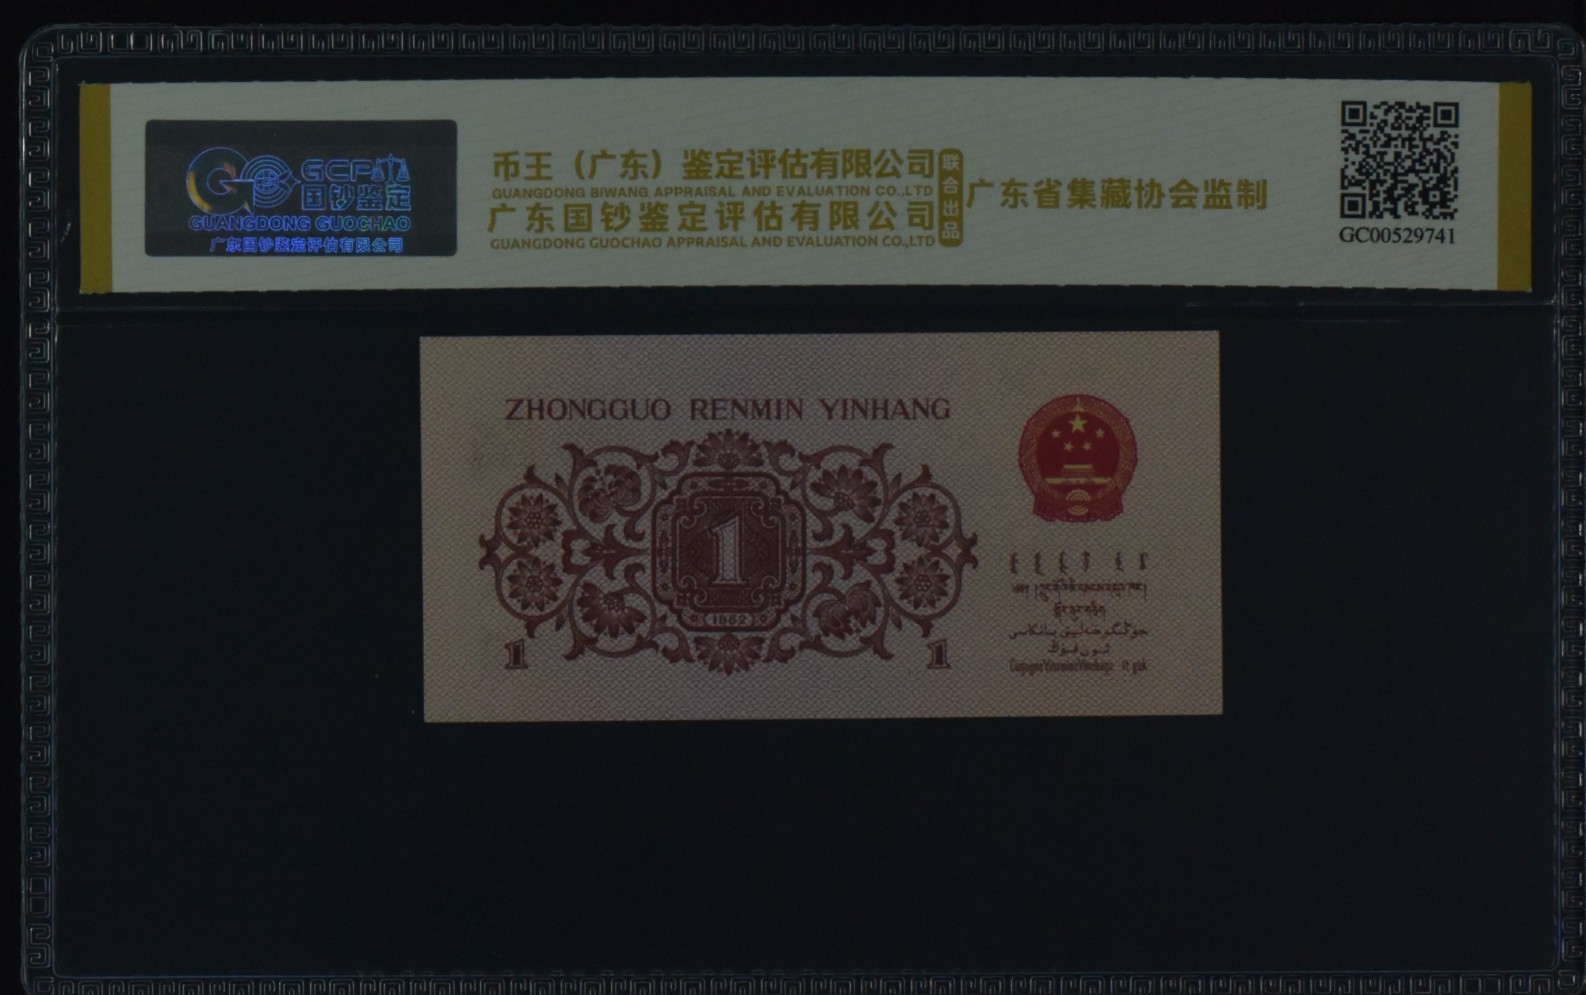 GCF
国钞鉴定
GUANGDONG GUOCHAO
广东国钞鉴定评估有限公司
币王（广东）鉴定评估有限公司
GUANGDONG BIWANG APPRAISAL AND EVALUATION CO.,LTD
广东国钞鉴定评估有限公司
GUANGDONG GUOCHAO APPRAISAL AND EVALUATION CO.,LTD
联合出品
广东省集藏协会监制
GC00529741
ZHONGGUO RENMIN YINHANG
1
1962
1
1